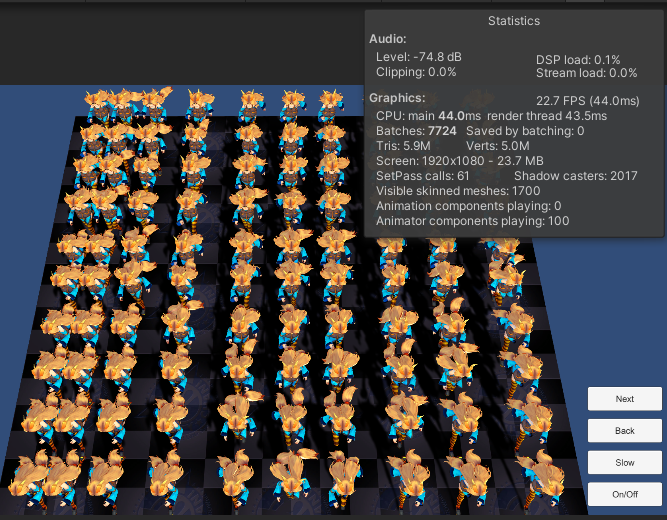 Statistics
Audio:
Level: -74.8 dB DSP load: 0.1%
Clipping: 0.0% Stream load: 0.0%
Graphics: 22.7 FPS (44.0ms)
CPU: main 44.0ms render thread 43.5ms
Batches: 7724 Saved by batching: 0
Tris: 5.9M Verts: 5.0M
Screen: 1920x1080 - 23.7 MB
SetPass calls: 61 Shadow casters: 2017
Visible skinned meshes: 1700
Animation components playing: 0
Animator components playing: 100
Next
Back
Slow
On/Off